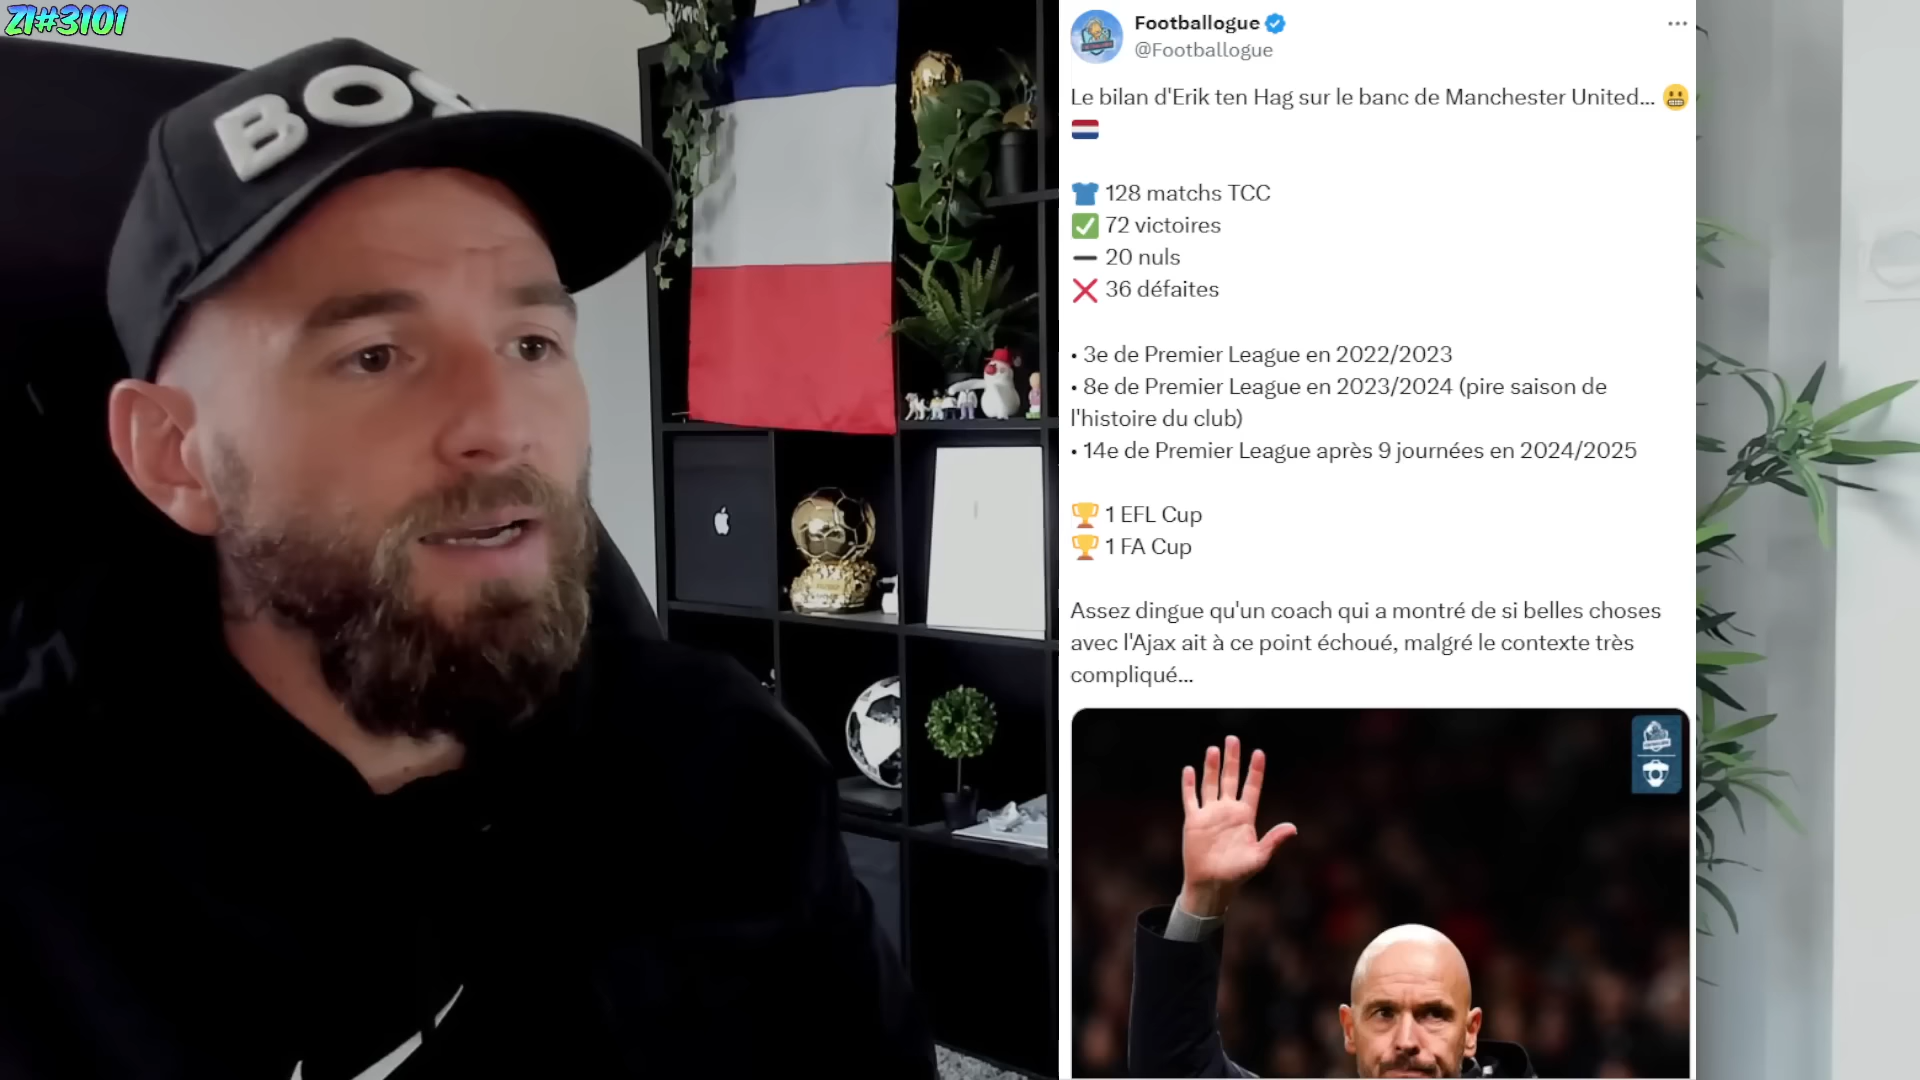 ZI#3101
BO
Footballogue
@Footballogue
Le bilan d'Erik ten Hag sur le banc de Manchester United... 😬
🇳🇱
👕 128 matchs TCC
✅ 72 victoires
➖ 20 nuls
❌ 36 défaites
• 3e de Premier League en 2022/2023
• 8e de Premier League en 2023/2024 (pire saison de
l'histoire du club)
• 14e de Premier League après 9 journées en 2024/2025
🏆 1 EFL Cup
🏆 1 FA Cup
Assez dingue qu'un coach qui a montré de si belles choses
avec l'Ajax ait à ce point échoué, malgré le contexte très
compliqué...